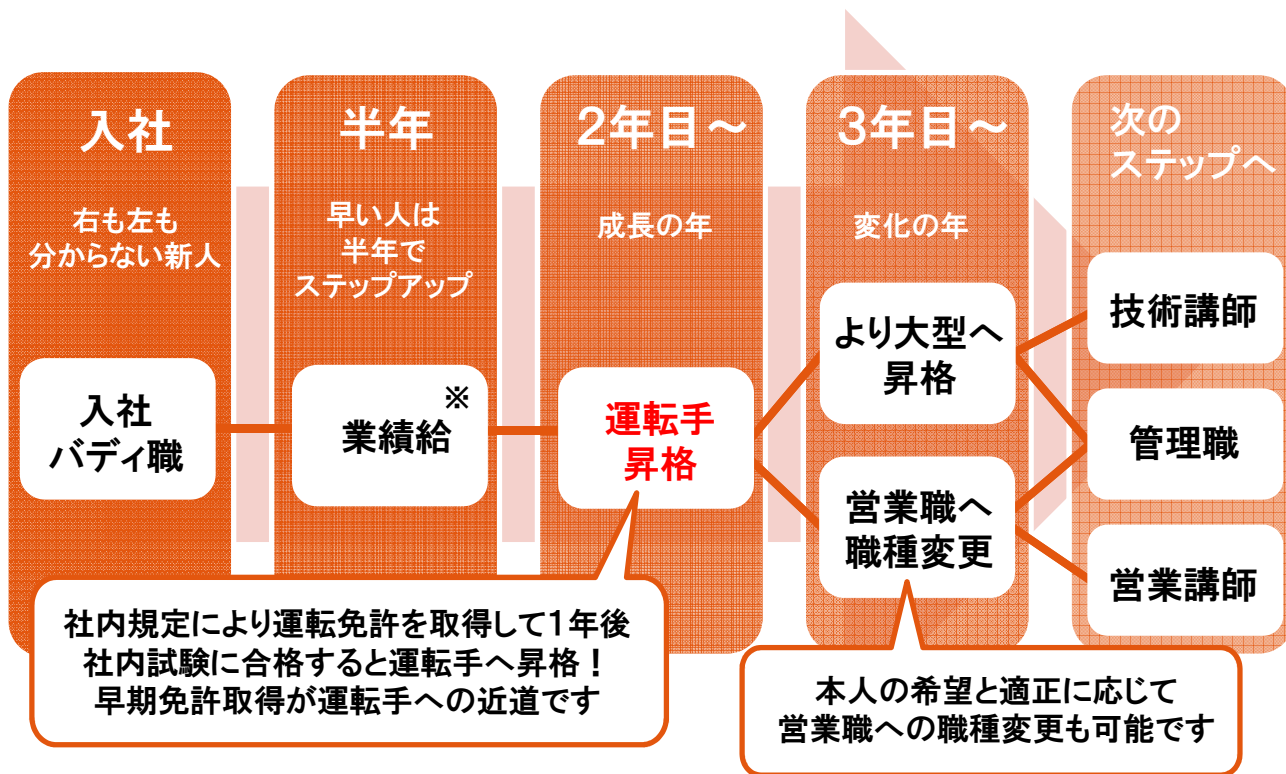 入社
右も左も
分からない新人
入社
バディ職
半年
早い人は
半年で
ステップアップ
※
業績給
2年目～
成長の年
運転手
昇格
3年目～
変化の年
より大型へ
昇格
営業職へ
職種変更
次の
ステップへ
技術講師
管理職
営業講師
社内規定により運転免許を取得して1年後
社内試験に合格すると運転手へ昇格！
早期免許取得が運転手への近道です
本人の希望と適正に応じて
営業職への職種変更も可能です